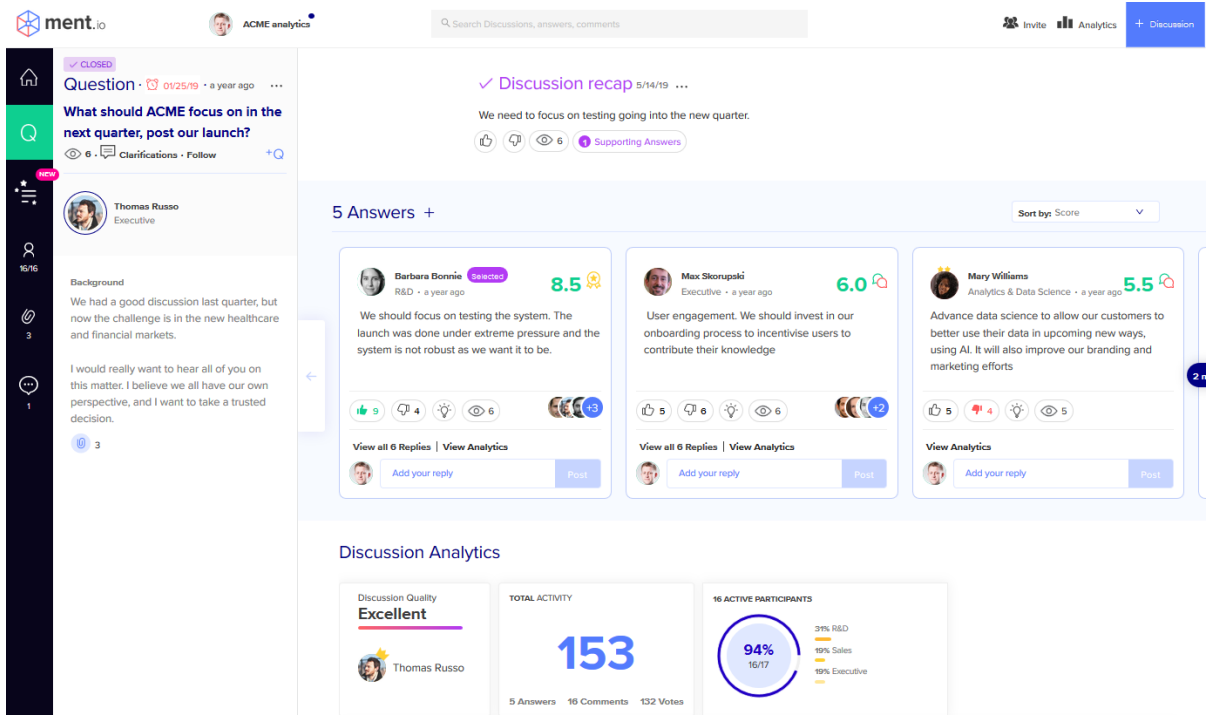 ment.io
ACME analytics
Search Discussions, answers, comments
Invite
Analytics
+ Discussion
✓ CLOSED
Question · 01/25/19 · a year ago ...
What should ACME focus on in the
next quarter, post our launch?
6 · Clarifications · Follow +Q
Thomas Russo
Executive
Background
We had a good discussion last quarter, but
now the challenge is in the new healthcare
and financial markets.
I would really want to hear all of you on
this matter. I believe we all have our own
perspective, and I want to take a trusted
decision.
3
Q
NEW
16/16
3
1
✓ Discussion recap 5/14/19 ...
We need to focus on testing going into the new quarter.
6
1 Supporting Answers
5 Answers +
Sort by: Score
Barbara Bonnie Selected
R&D · a year ago
8.5
We should focus on testing the system. The
launch was done under extreme pressure and the
system is not robust as we want it to be.
9 4 6 +3
View all 6 Replies | View Analytics
Add your reply Post
Max Skorupski
Executive · a year ago
6.0
User engagement. We should invest in our
onboarding process to incentivise users to
contribute their knowledge
5 6 6 +2
View all 6 Replies | View Analytics
Add your reply Post
Mary Williams
Analytics & Data Science · a year ago
5.5
Advance data science to allow our customers to
better use their data in upcoming new ways,
using AI. It will also improve our branding and
marketing efforts
5 4 5
View Analytics
Add your reply Post
Discussion Analytics
Discussion Quality
Excellent
Thomas Russo
TOTAL ACTIVITY
153
5 Answers 16 Comments 132 Votes
16 ACTIVE PARTICIPANTS
94%
16/17
31% R&D
19% Sales
19% Executive